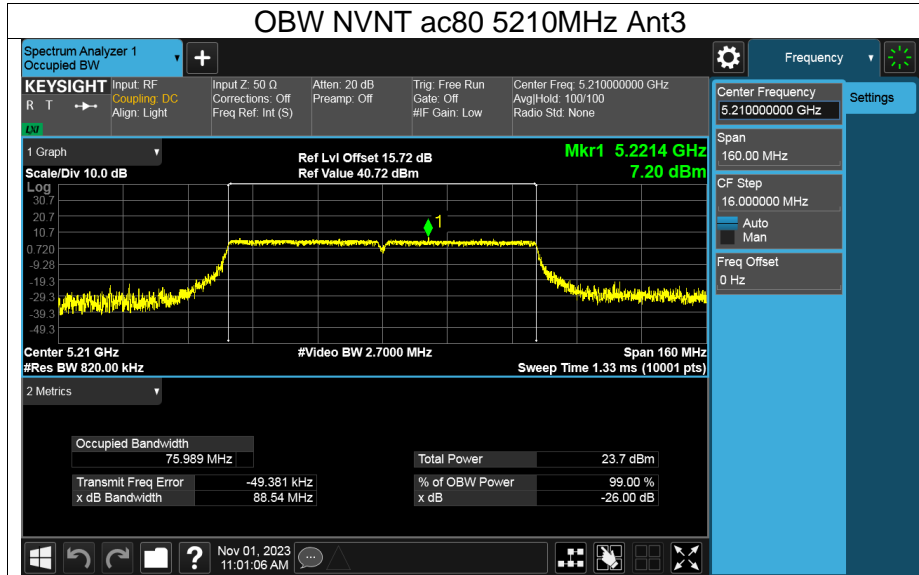 OBW NVNT ac80 5210MHz Ant3
Spectrum Analyzer 1
Occupied BW
+
Frequency
KEYSIGHT
R T
LXI
Input: RF
Coupling: DC
Align: Light
Input Z: 50 Ω
Corrections: Off
Freq Ref: Int (S)
Atten: 20 dB
Preamp: Off
Trig: Free Run
Gate: Off
#IF Gain: Low
Center Freq: 5.210000000 GHz
Avg|Hold: 100/100
Radio Std: None
Center Frequency
5.210000000 GHz
Settings
Span
160.00 MHz
CF Step
16.000000 MHz
Auto
Man
Freq Offset
0 Hz
1 Graph
Scale/Div 10.0 dB
Ref Lvl Offset 15.72 dB
Ref Value 40.72 dBm
Mkr1 5.2214 GHz
7.20 dBm
Log
30.7
20.7
10.7
0.720
-9.28
-19.3
-29.3
-39.3
-49.3
1
Center 5.21 GHz
#Video BW 2.7000 MHz
Span 160 MHz
#Res BW 820.00 kHz
Sweep Time 1.33 ms (10001 pts)
2 Metrics
Occupied Bandwidth
75.989 MHz
Total Power 23.7 dBm
Transmit Freq Error -49.381 kHz
% of OBW Power 99.00 %
x dB Bandwidth 88.54 MHz
x dB -26.00 dB
?
Nov 01, 2023
11:01:06 AM